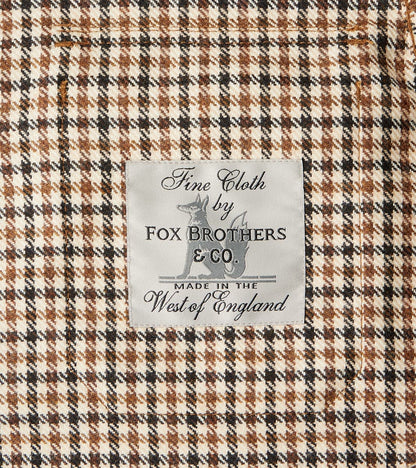 Fine Cloth
by
FOX BROTHERS
& CO.
MADE IN THE
West of England